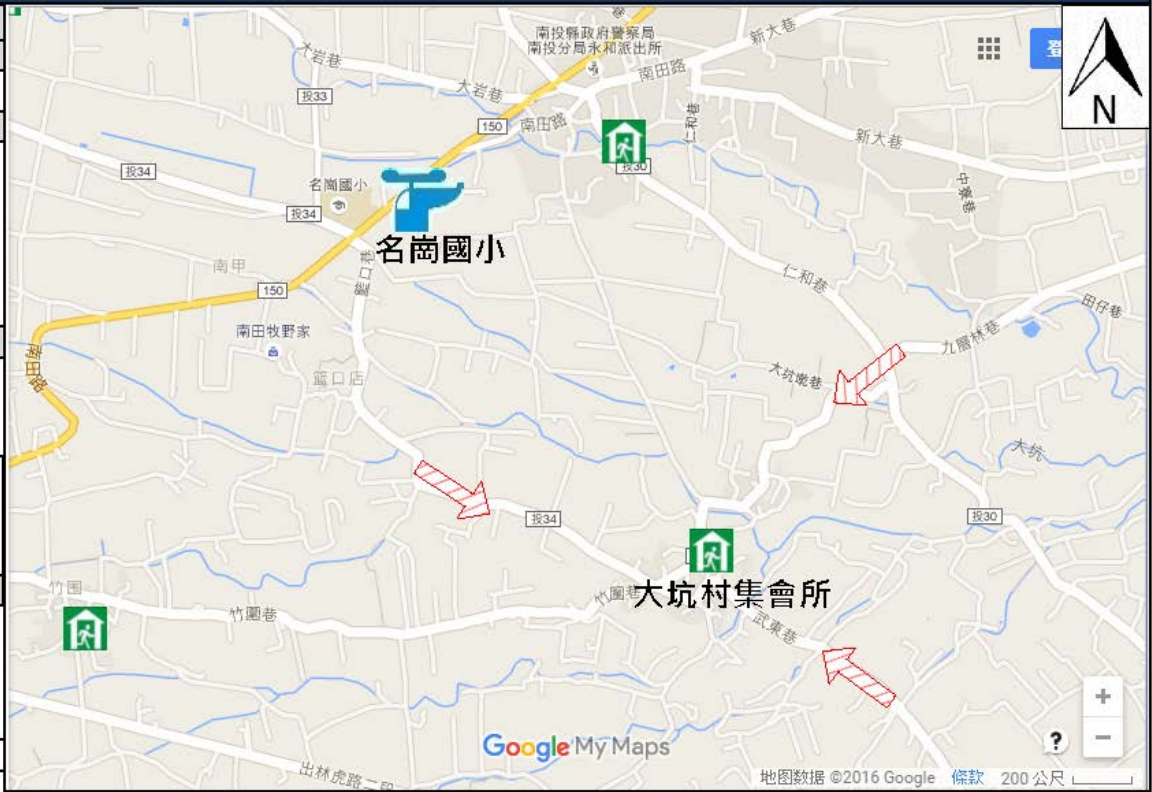 大岩巷
投33
大岩巷
南投縣政府警察局
南投分局永和派出所
南田路
新大巷
登
N
150
南田路
投30
仁和巷
新大巷
中寮巷
投34
名崗國小
投34
名崗國小
籃口巷
南甲
150
仁和巷
田仔巷
九層林巷
南田路
南田牧野家
籃口店
大坑墘巷
大坑
投34
投30
竹圍
竹圍巷
竹圍巷
大坑村集會所
武東巷
+
?
−
Google My Maps
出林虎路二段
地图数据 ©2016 Google 條款 200 公尺